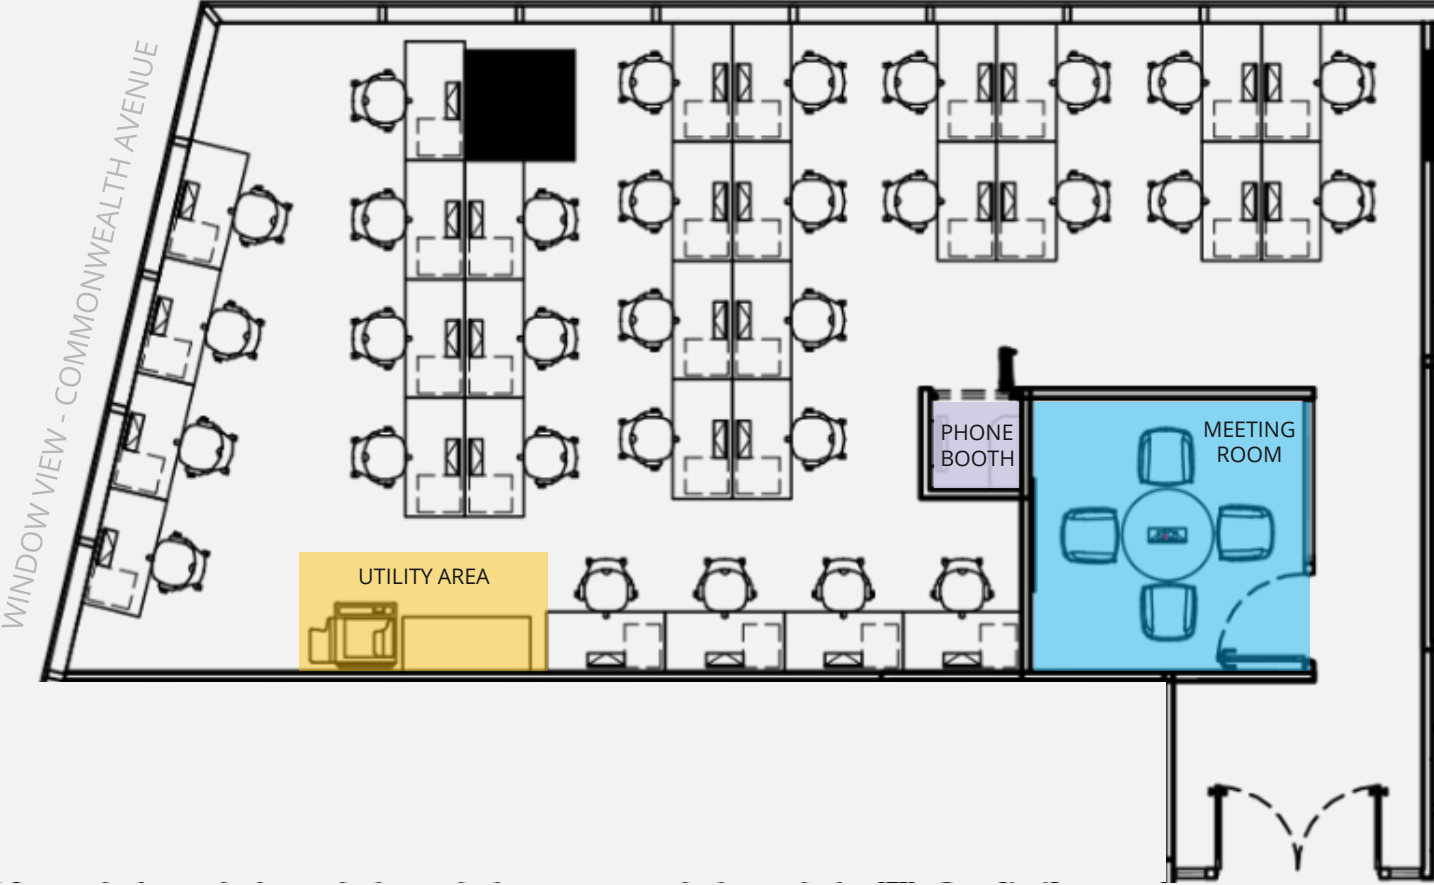 WINDOW VIEW - COMMONWEALTH AVENUE
PHONE
BOOTH
MEETING
ROOM
UTILITY AREA